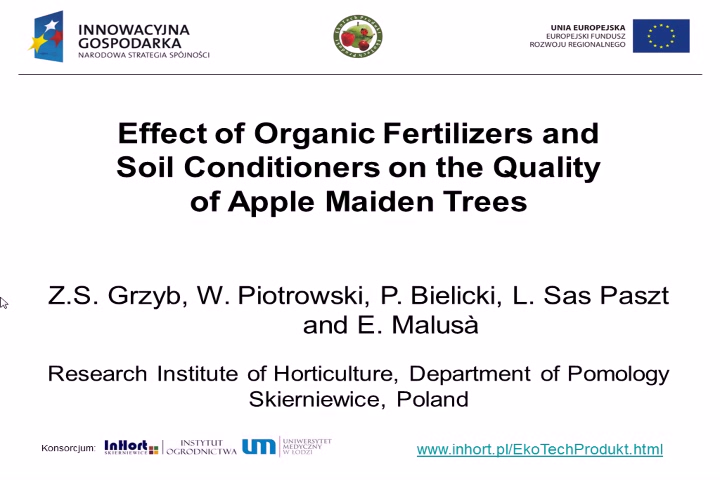 INNOWACYJNA
GOSPODARKA
NARODOWA STRATEGIA SPÓJNOŚCI
UNIA EUROPEJSKA
EUROPEJSKI FUNDUSZ
ROZWOJU REGIONALNEGO
Effect of Organic Fertilizers and
Soil Conditioners on the Quality
of Apple Maiden Trees
Z.S. Grzyb, W. Piotrowski, P. Bielicki, L. Sas Paszt
and E. Malusà
Research Institute of Horticulture, Department of Pomology
Skierniewice, Poland
Konsorcjum:
InHort
SKIERNIEWICE
INSTYTUT
OGRODNICTWA
um
UNIWERSYTET
MEDYCZNY
W ŁODZI
www.inhort.pl/EkoTechProdukt.html